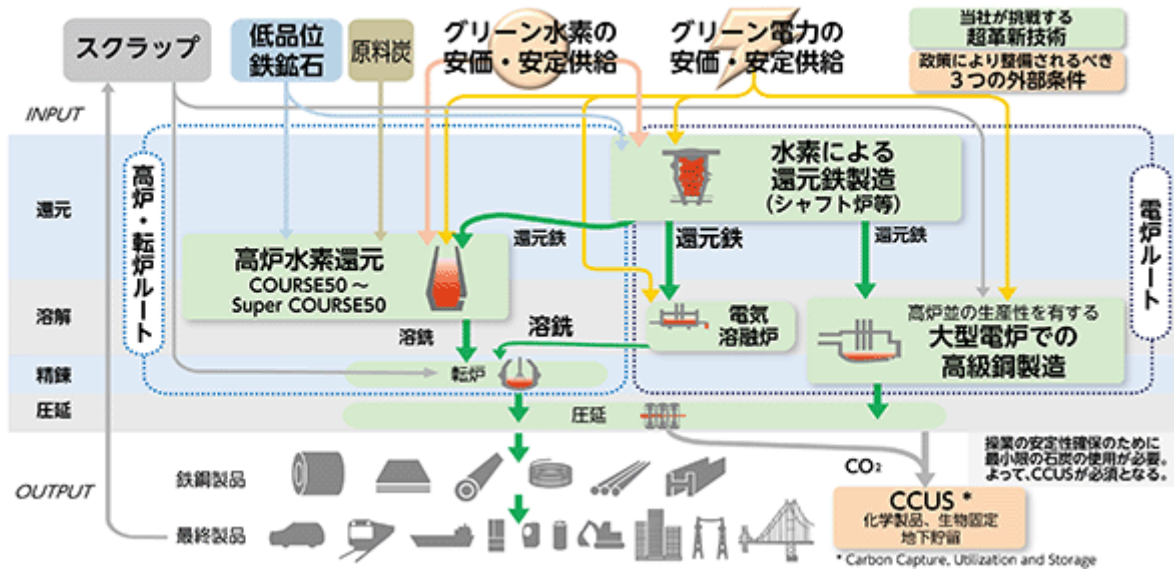 スクラップ
低品位
鉄鉱石
原料炭
グリーン水素の
安価・安定供給
グリーン電力の
安価・安定供給
当社が挑戦する
超革新技術
政策により整備されるべき
3つの外部条件
INPUT
還元
溶解
精錬
圧延
OUTPUT
高炉・転炉ルート
電炉ルート
水素による
還元鉄製造
(シャフト炉等)
還元鉄
還元鉄
還元鉄
高炉水素還元
COURSE50～
Super COURSE50
溶銑
溶銑
電気
溶融炉
高炉並の生産性を有する
大型電炉での
高級鋼製造
転炉
圧延
操業の安定性確保のために
最小限の石炭の使用が必要。
よって、CCUSが必須となる。
CO₂
鉄鋼製品
最終製品
CCUS *
化学製品、生物固定
地下貯留
* Carbon Capture, Utilization and Storage